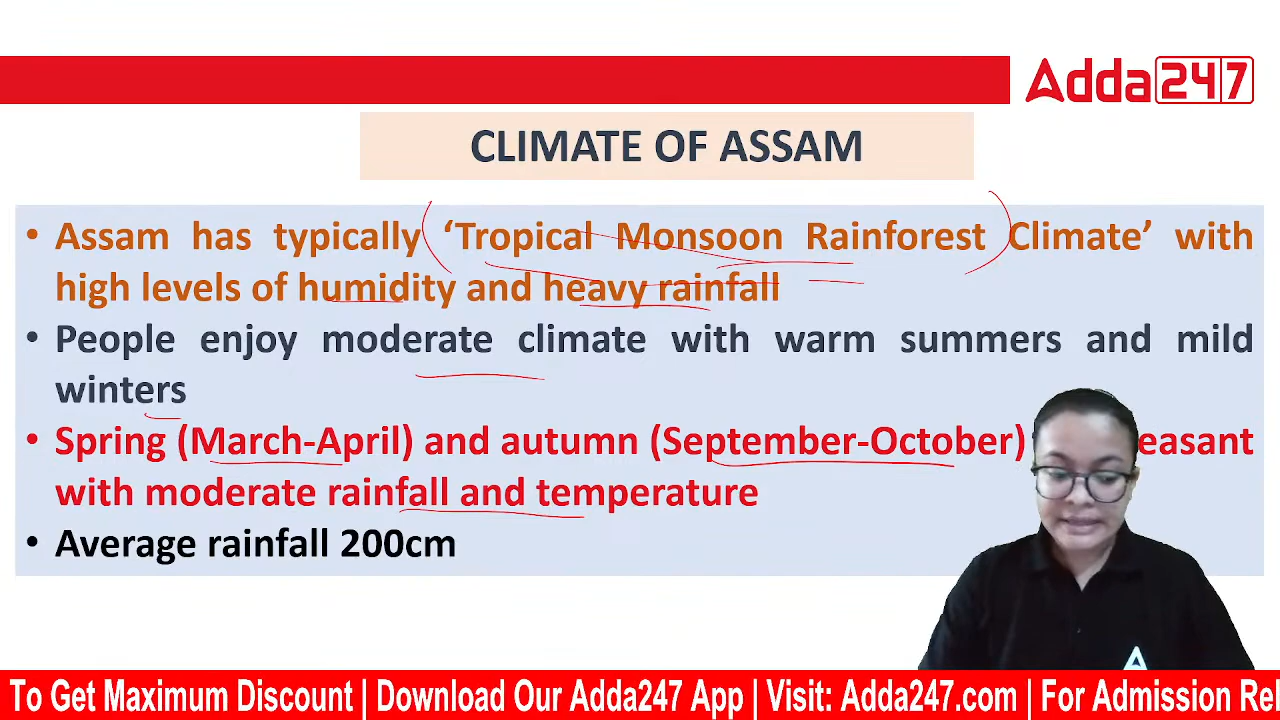 Adda247
CLIMATE OF ASSAM
• Assam has typically ‘Tropical Monsoon Rainforest Climate’ with
high levels of humidity and heavy rainfall
• People enjoy moderate climate with warm summers and mild
winters
• Spring (March-April) and autumn (September-October) easant
with moderate rainfall and temperature
• Average rainfall 200cm
To Get Maximum Discount | Download Our Adda247 App | Visit: Adda247.com | For Admission Rel